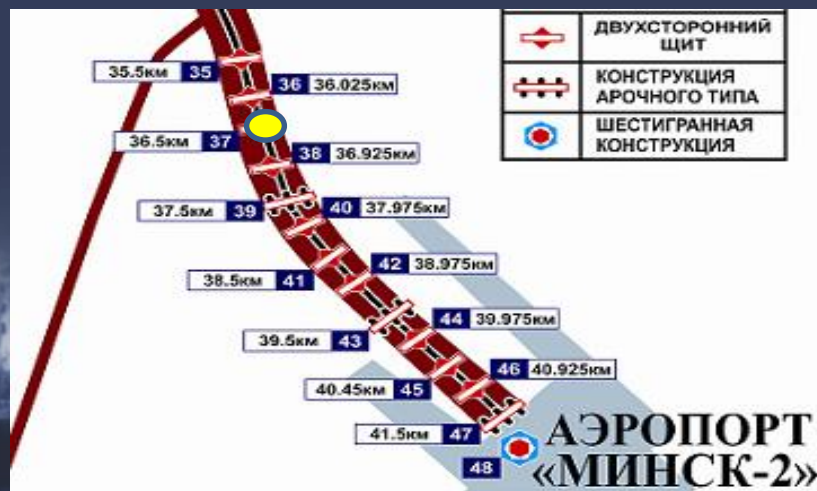 ДВУХСТОРОННИЙ
ЩИТ
КОНСТРУКЦИЯ
АРОЧНОГО ТИПА
ШЕСТИГРАННАЯ
КОНСТРУКЦИЯ
35.5км 35
36 36.025км
36.5км 37
38 36.925км
37.5км 39
40 37.975км
38.5км 41
42 38.975км
39.5км 43
44 39.975км
40.45км 45
46 40.925км
41.5км 47
48
АЭРОПОРТ
«МИНСК-2»